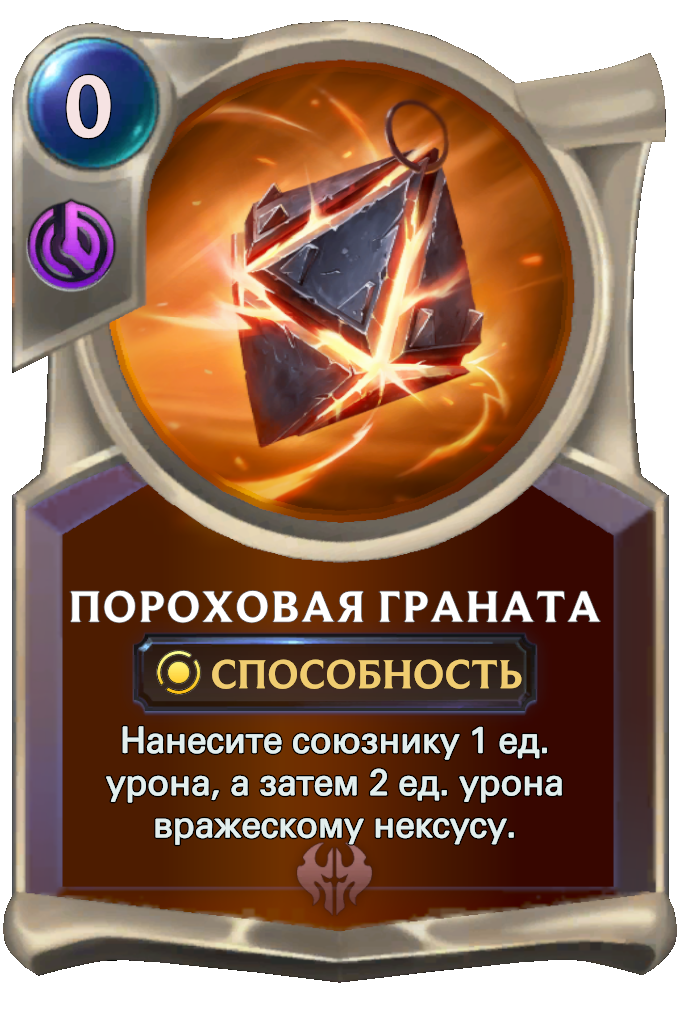 0
ПОРОХОВАЯ ГРАНАТА
СПОСОБНОСТЬ
Нанесите союзнику 1 ед.
урона, а затем 2 ед. урона
вражескому нексусу.